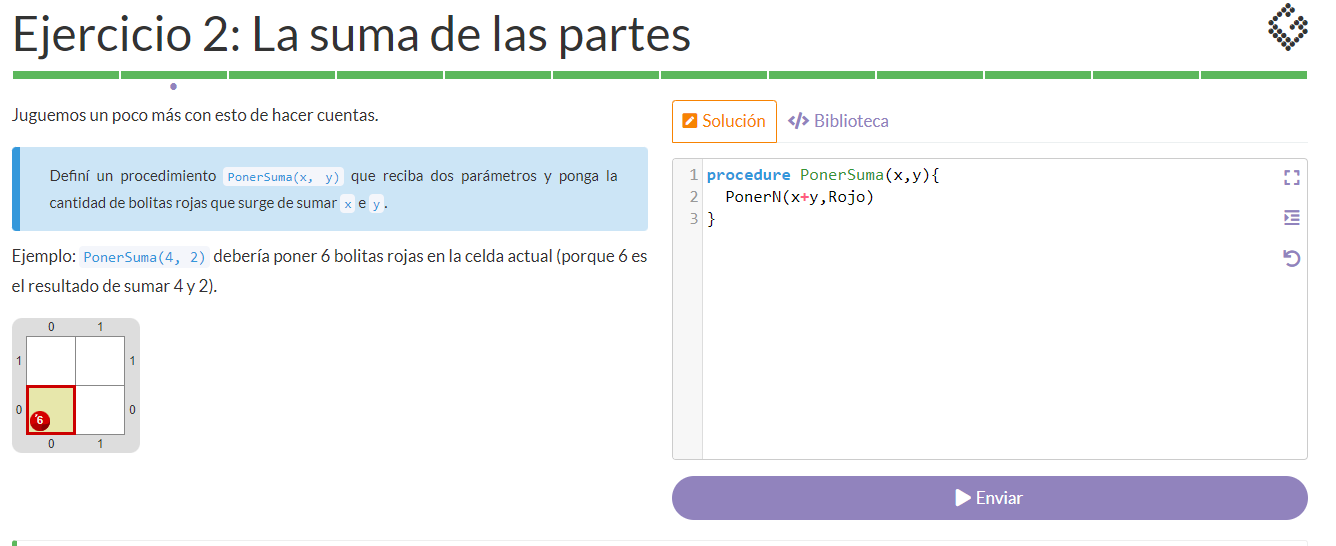 Ejercicio 2: La suma de las partes
Juguemos un poco más con esto de hacer cuentas.
Definí un procedimiento PonerSuma(x, y) que reciba dos parámetros y ponga la
cantidad de bolitas rojas que surge de sumar x e y.
Ejemplo: PonerSuma(4, 2) debería poner 6 bolitas rojas en la celda actual (porque 6 es
el resultado de sumar 4 y 2).
0 1
1 1
0 6 0
0 1
Solución </> Biblioteca
1 procedure PonerSuma(x,y){
2 PonerN(x+y,Rojo)
3 }
Enviar